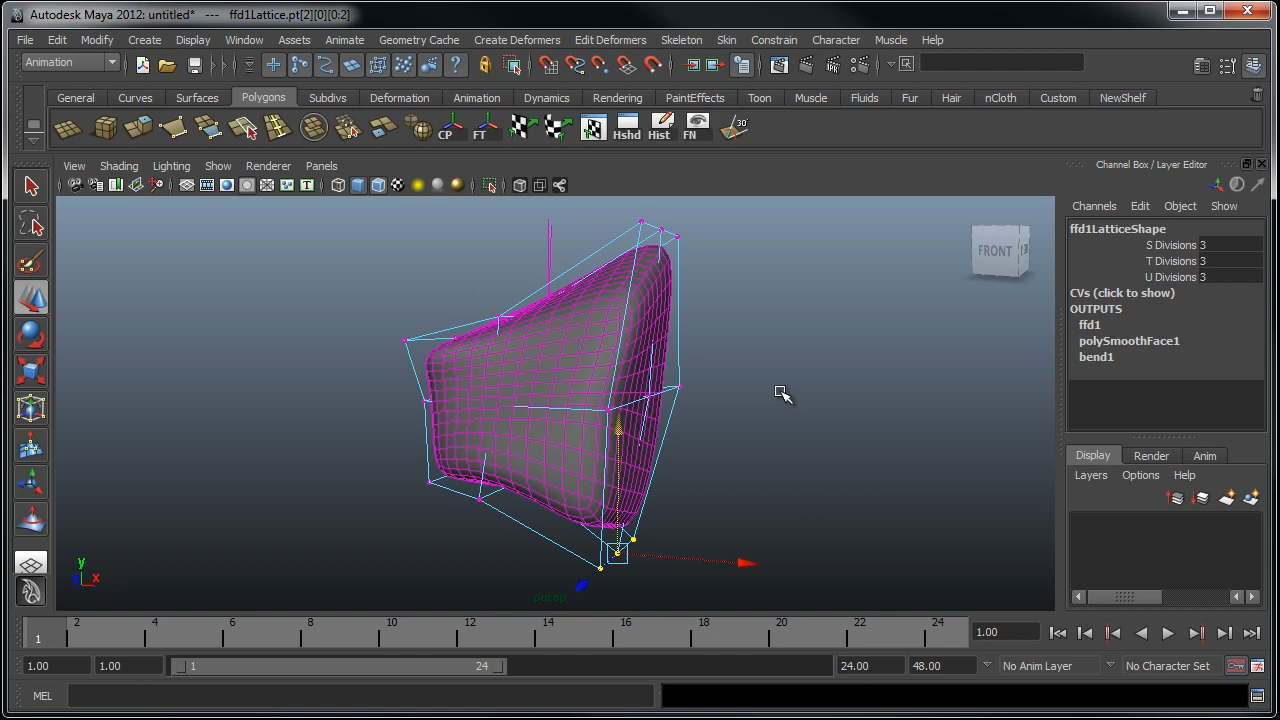 Autodesk Maya 2012: untitled* --- ffd1Lattice.pt[2][0][0:2]
File Edit Modify Create Display Window Assets Animate Geometry Cache Create Deformers Edit Deformers Skeleton Skin Constrain Character Muscle Help
Animation
General Curves Surfaces Polygons Subdivs Deformation Animation Dynamics Rendering PaintEffects Toon Muscle Fluids Fur Hair nCloth Custom NewShelf
CP FT Hshd Hist FN 30°
View Shading Lighting Show Renderer Panels
Channel Box / Layer Editor
Channels Edit Object Show
ffd1LatticeShape
S Divisions 3
T Divisions 3
U Divisions 3
CVs (click to show)
OUTPUTS
ffd1
polySmoothFace1
bend1
FRONT
Display Render Anim
Layers Options Help
y
x
persp
1 2 4 6 8 10 12 14 16 18 20 22 24 1.00
1.00 1.00 1 24 24.00 48.00 No Anim Layer No Character Set
MEL